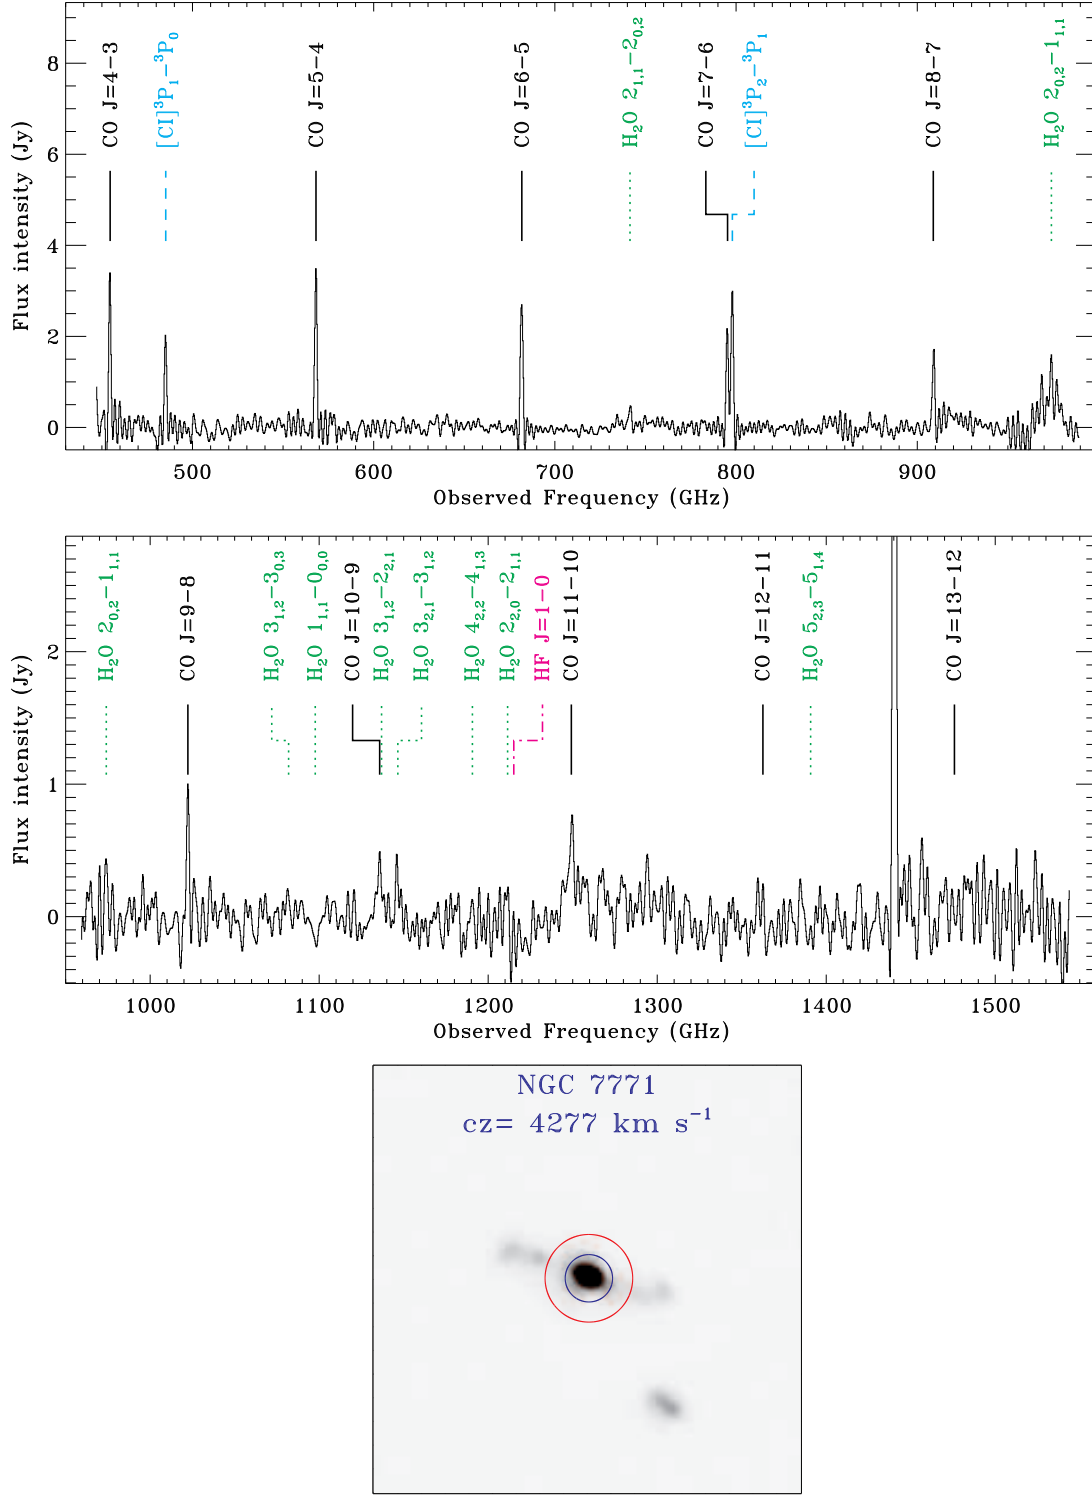 Flux intensity (Jy)
8
6
4
2
0
CO J=4−3
[CI]³P₁−³P₀
CO J=5−4
CO J=6−5
H₂O 2₁,₁−2₀,₂
CO J=7−6
[CI]³P₂−³P₁
CO J=8−7
H₂O 2₀,₂−1₁,₁
500 600 700 800 900
Observed Frequency (GHz)
Flux intensity (Jy)
2
1
0
H₂O 2₀,₂−1₁,₁
CO J=9−8
H₂O 3₁,₂−3₀,₃
H₂O 1₁,₁−0₀,₀
CO J=10−9
H₂O 3₁,₂−2₂,₁
H₂O 3₂,₁−3₁,₂
H₂O 4₂,₂−4₁,₃
H₂O 2₂,₀−2₁,₁
HF J=1−0
CO J=11−10
CO J=12−11
H₂O 5₂,₃−5₁,₄
CO J=13−12
1000 1100 1200 1300 1400 1500
Observed Frequency (GHz)
NGC 7771
cz= 4277 km s⁻¹